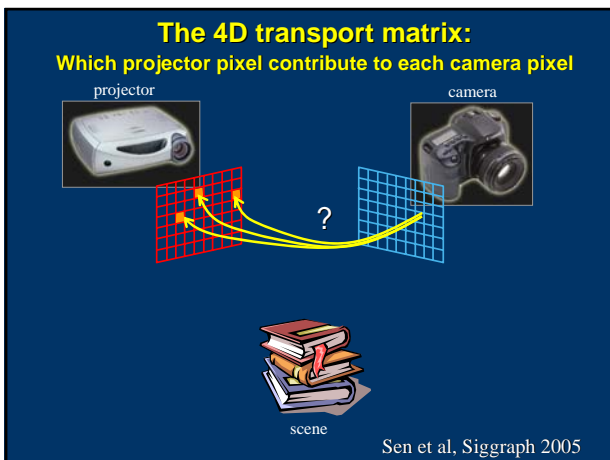 The 4D transport matrix:
Which projector pixel contribute to each camera pixel
projector
camera
?
scene
Sen et al, Siggraph 2005